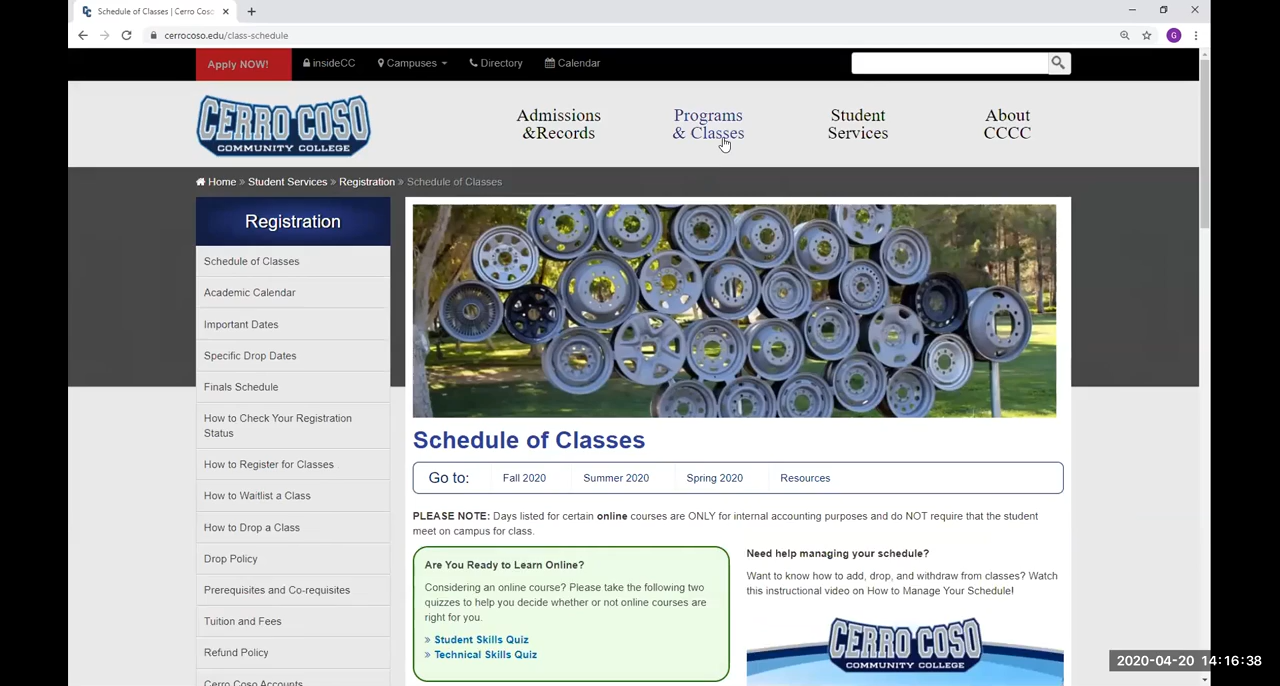 Schedule of Classes | Cerro Coso
cerrocoso.edu/class-schedule
G
Apply NOW!
insideCC
Campuses
Directory
Calendar
CERRO COSO
COMMUNITY COLLEGE
Admissions
&Records
Programs
& Classes
Student
Services
About
CCCC
Home » Student Services » Registration » Schedule of Classes
Registration
Schedule of Classes
Academic Calendar
Important Dates
Specific Drop Dates
Finals Schedule
How to Check Your Registration
Status
How to Register for Classes
How to Waitlist a Class
How to Drop a Class
Drop Policy
Prerequisites and Co-requisites
Tuition and Fees
Refund Policy
Cerro Coso Accounts
Schedule of Classes
Go to: Fall 2020 Summer 2020 Spring 2020 Resources
PLEASE NOTE: Days listed for certain online courses are ONLY for internal accounting purposes and do NOT require that the student
meet on campus for class.
Are You Ready to Learn Online?
Considering an online course? Please take the following two
quizzes to help you decide whether or not online courses are
right for you.
» Student Skills Quiz
» Technical Skills Quiz
Need help managing your schedule?
Want to know how to add, drop, and withdraw from classes? Watch
this instructional video on How to Manage Your Schedule!
CERRO COSO
COMMUNITY COLLEGE
2020-04-20 14:16:38